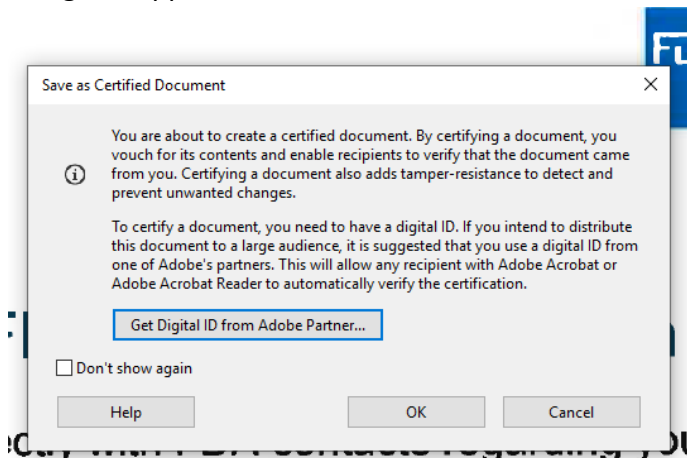 Save as Certified Document
You are about to create a certified document. By certifying a document, you
vouch for its contents and enable recipients to verify that the document came
from you. Certifying a document also adds tamper-resistance to detect and
prevent unwanted changes.
To certify a document, you need to have a digital ID. If you intend to distribute
this document to a large audience, it is suggested that you use a digital ID from
one of Adobe's partners. This will allow any recipient with Adobe Acrobat or
Adobe Acrobat Reader to automatically verify the certification.
Get Digital ID from Adobe Partner...
Don't show again
Help
OK
Cancel
contacts regarding